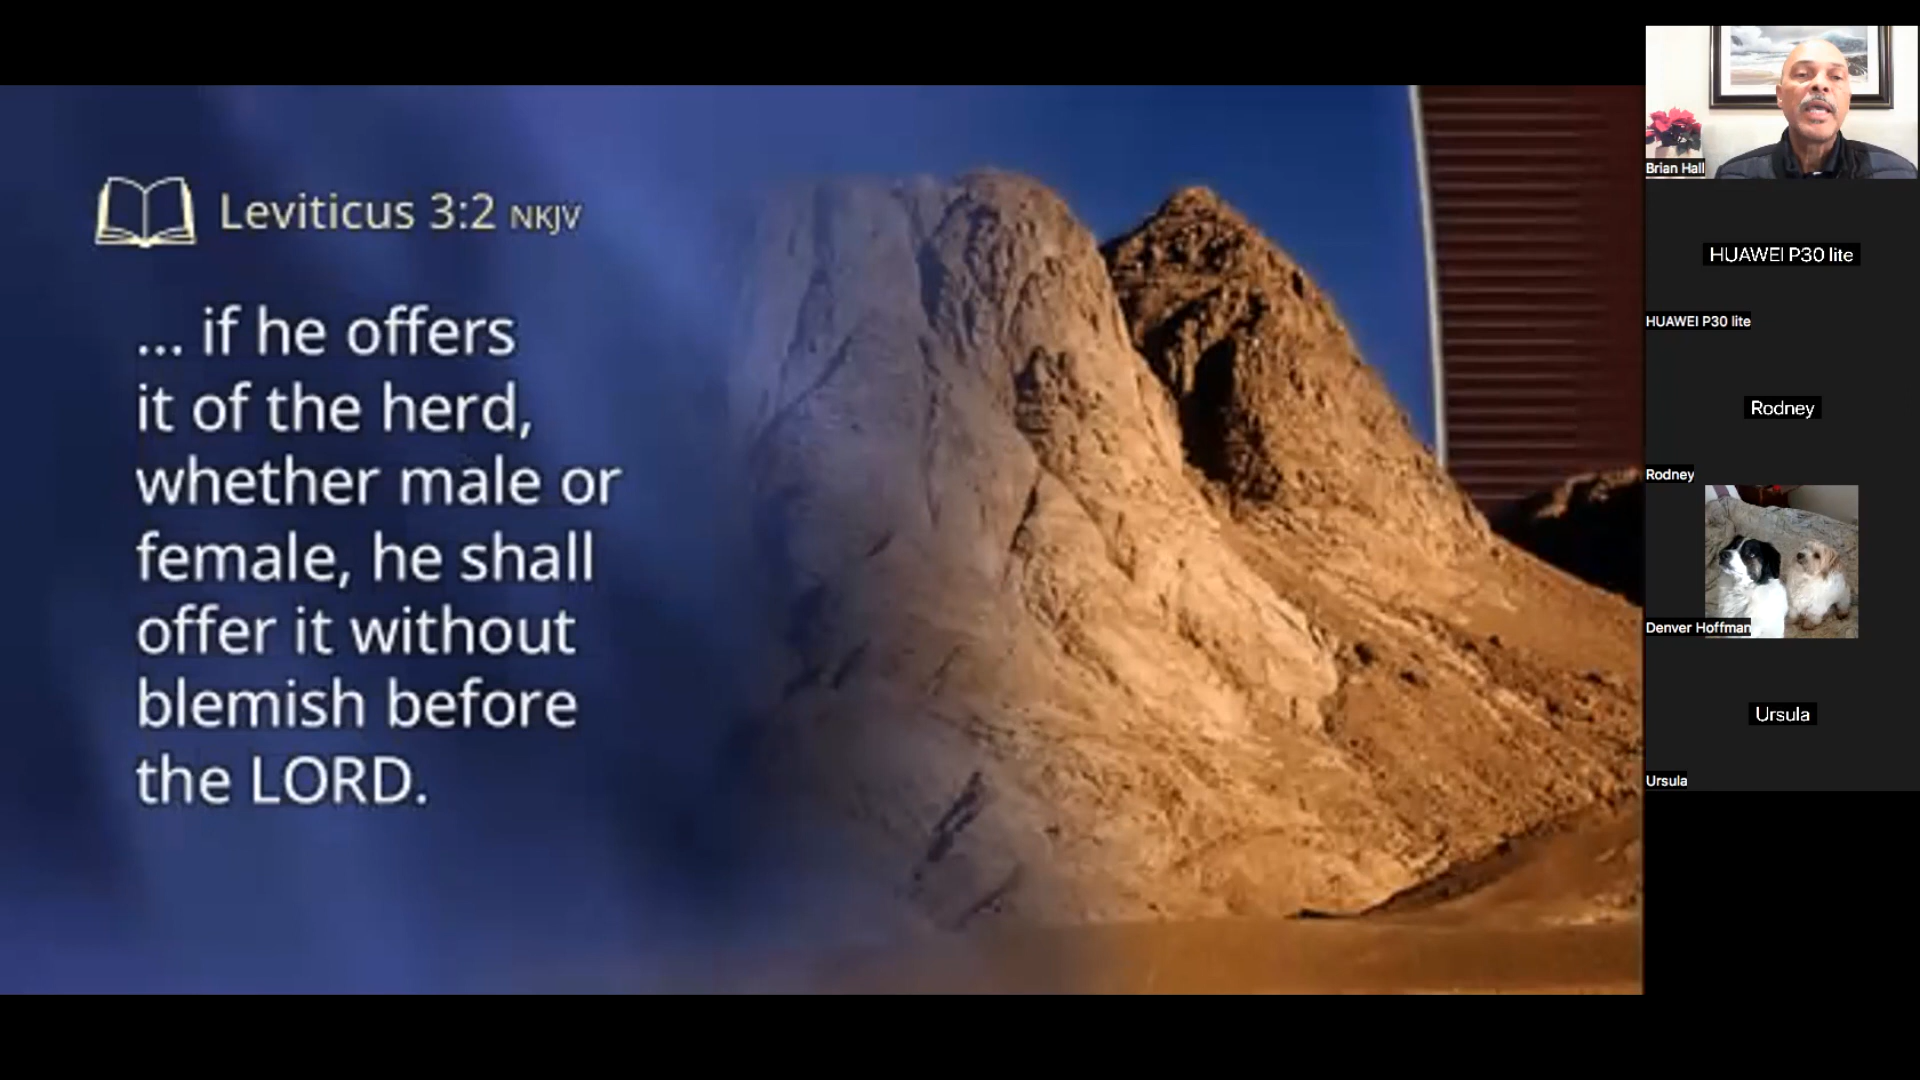 Leviticus 3:2 NKJV
... if he offers
it of the herd,
whether male or
female, he shall
offer it without
blemish before
the LORD.
Brian Hall
HUAWEI P30 lite
HUAWEI P30 lite
Rodney
Rodney
Denver Hoffman
Ursula
Ursula